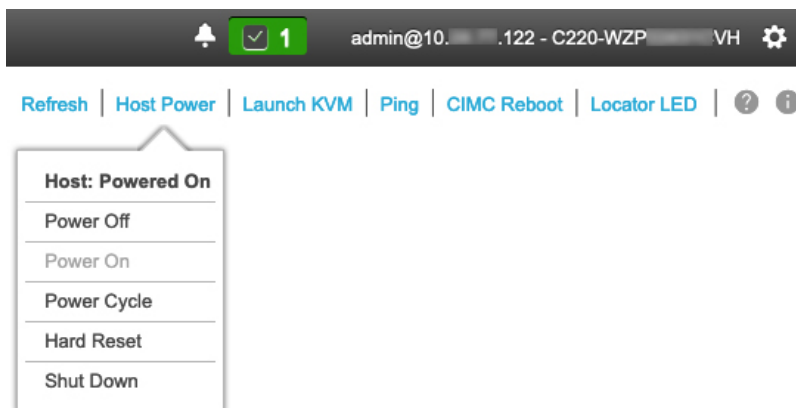 1 admin@10. .122 - C220-WZP VH
Refresh | Host Power | Launch KVM | Ping | CIMC Reboot | Locator LED | ? i
Host: Powered On
Power Off
Power On
Power Cycle
Hard Reset
Shut Down